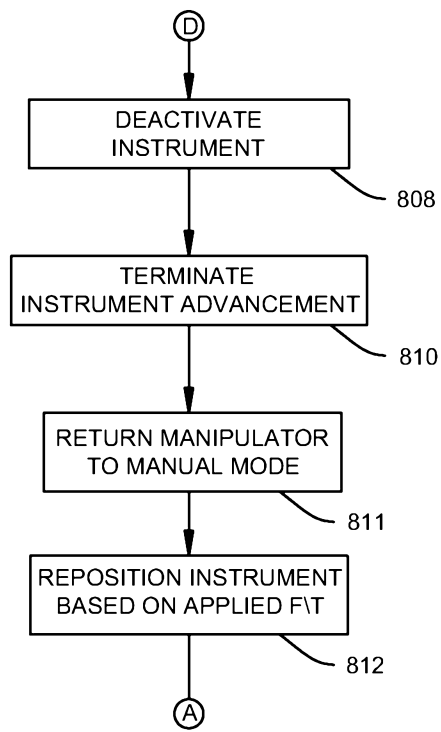 D
DEACTIVATE
INSTRUMENT
808
TERMINATE
INSTRUMENT ADVANCEMENT
810
RETURN MANIPULATOR
TO MANUAL MODE
811
REPOSITION INSTRUMENT
BASED ON APPLIED F\T
812
A